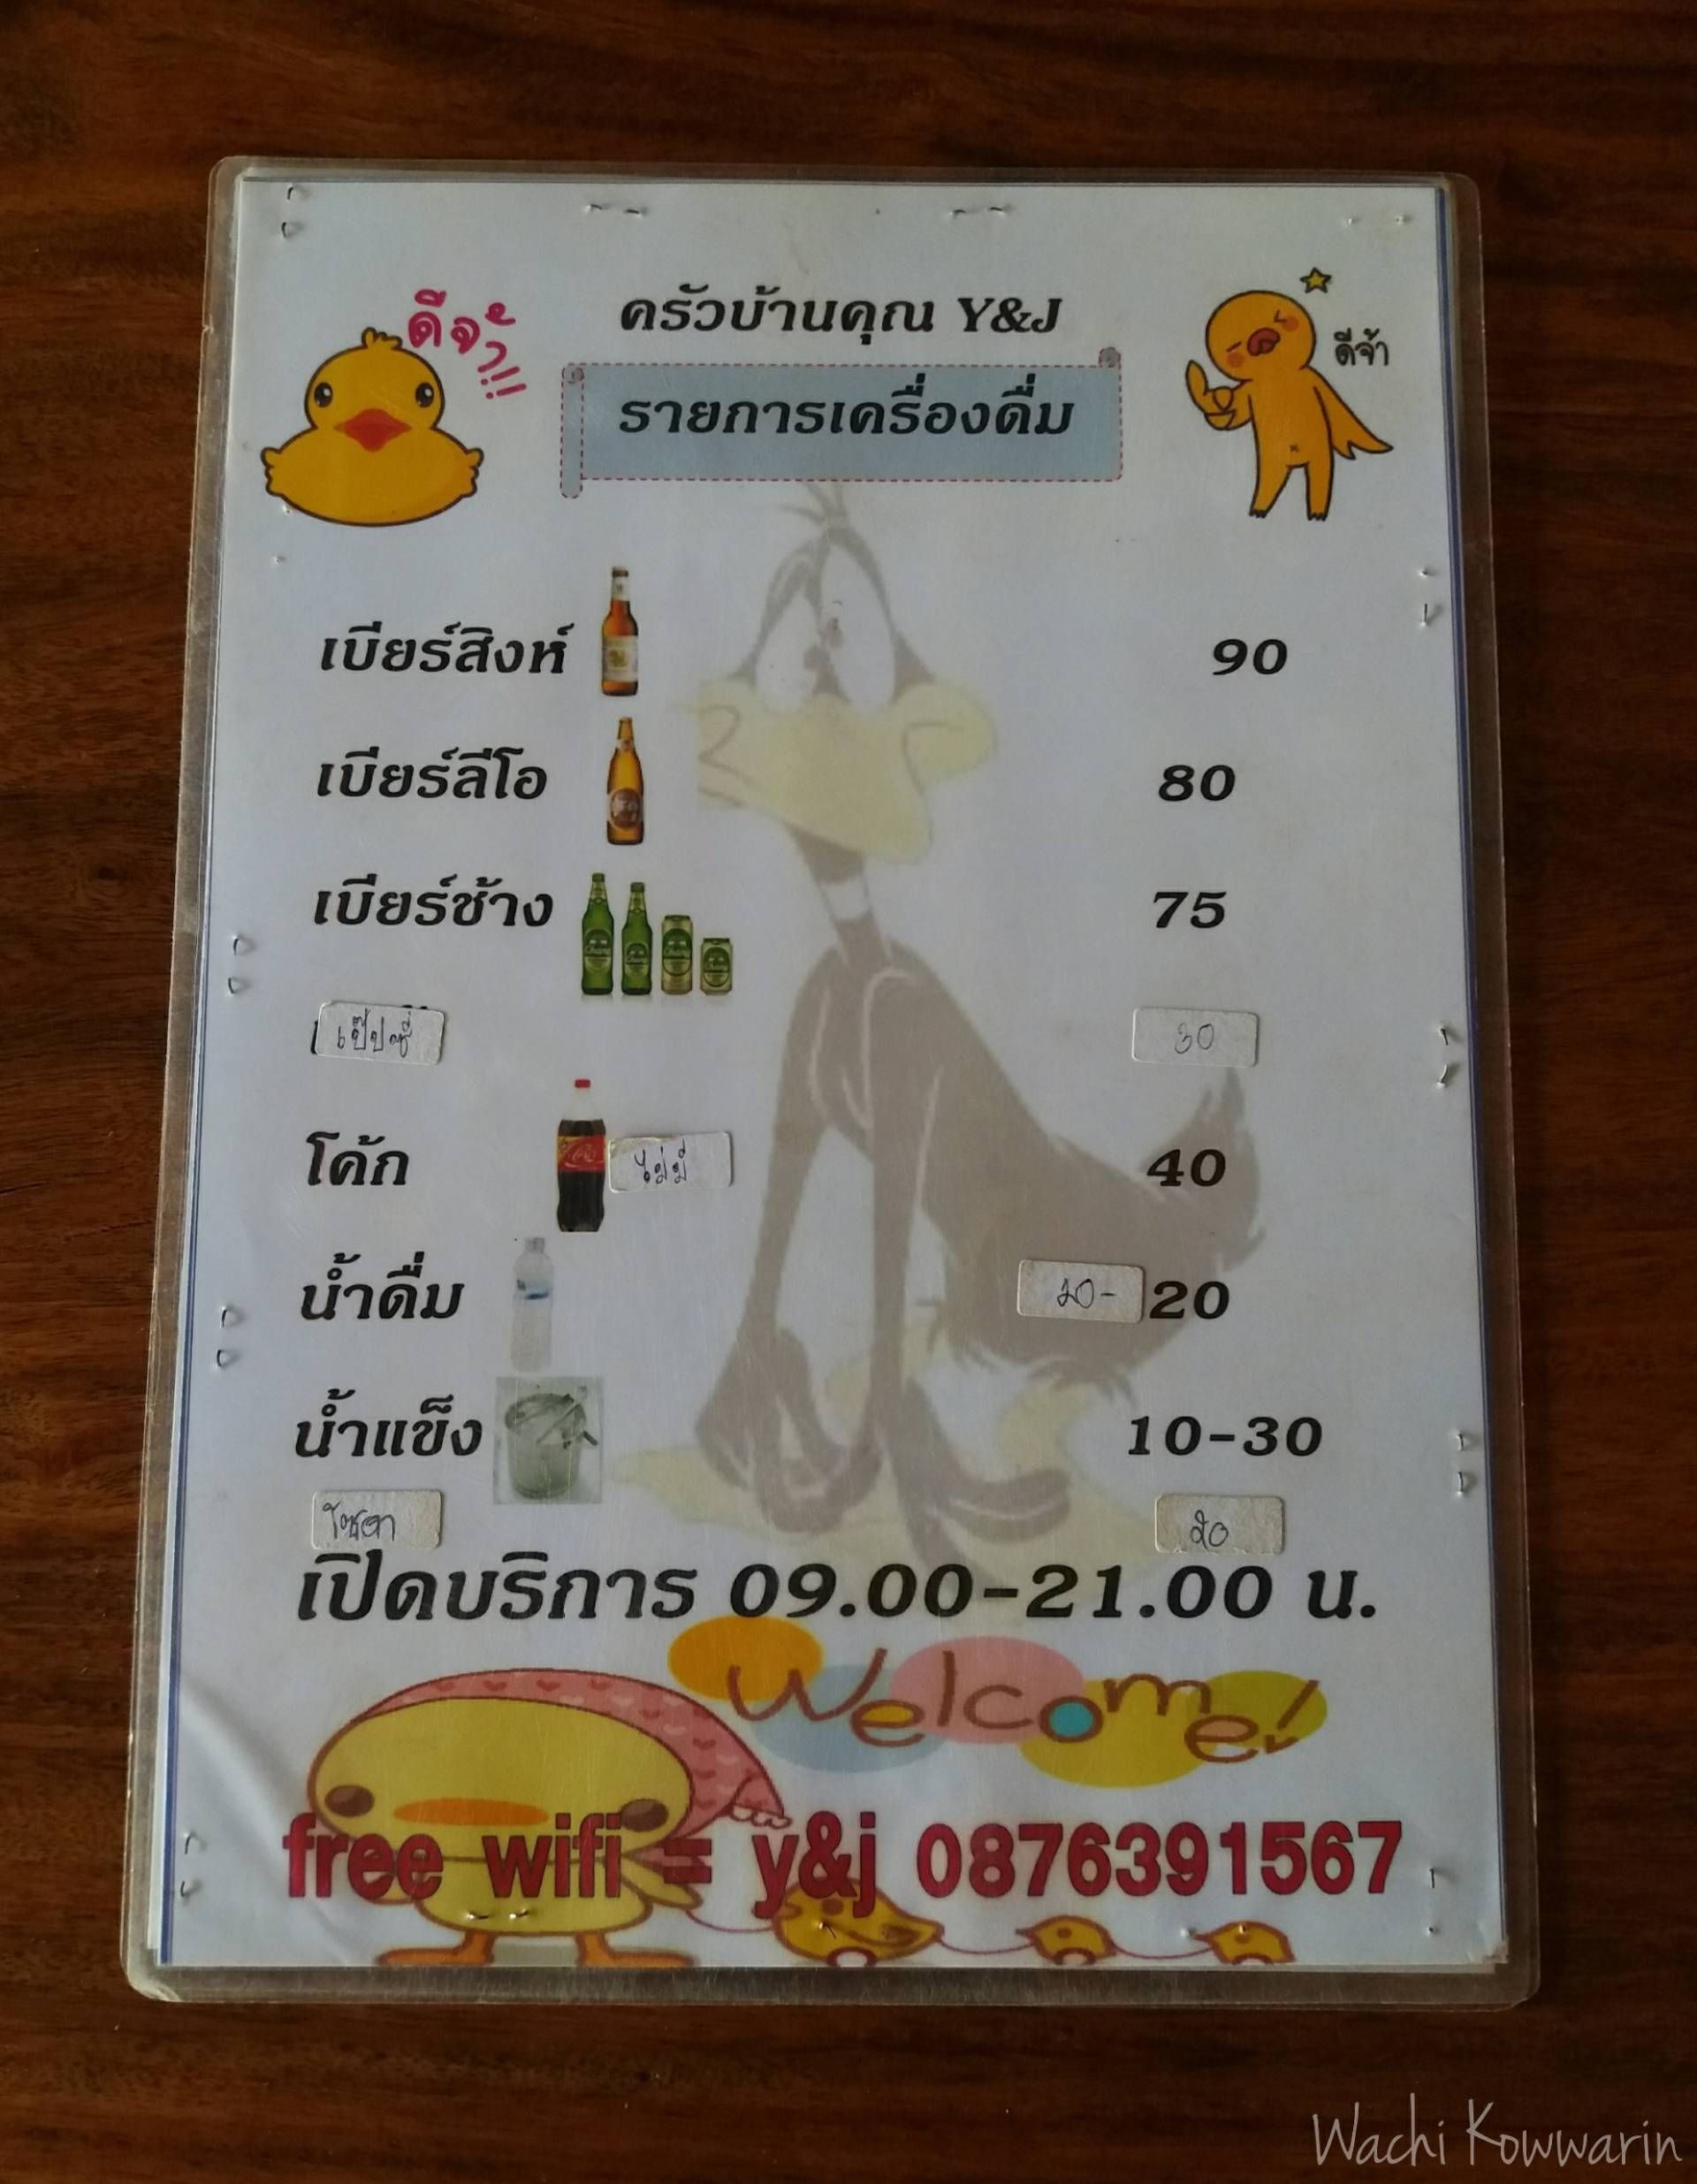 ดีจ้า!!
ครัวบ้านคุณ Y&J
ดีจ้า
รายการเครื่องดื่ม
เบียร์สิงห์ 90
เบียร์ลีโอ 80
เบียร์ช้าง 75
เป๊ปซี่ 30
โค้ก ไม่มี 40
น้ำดื่ม 20- 20
น้ำแข็ง 10-30
โซดา 20
เปิดบริการ 09.00-21.00 น.
Welcome!
free wifi = y&j 0876391567
Wachi Kowwarin